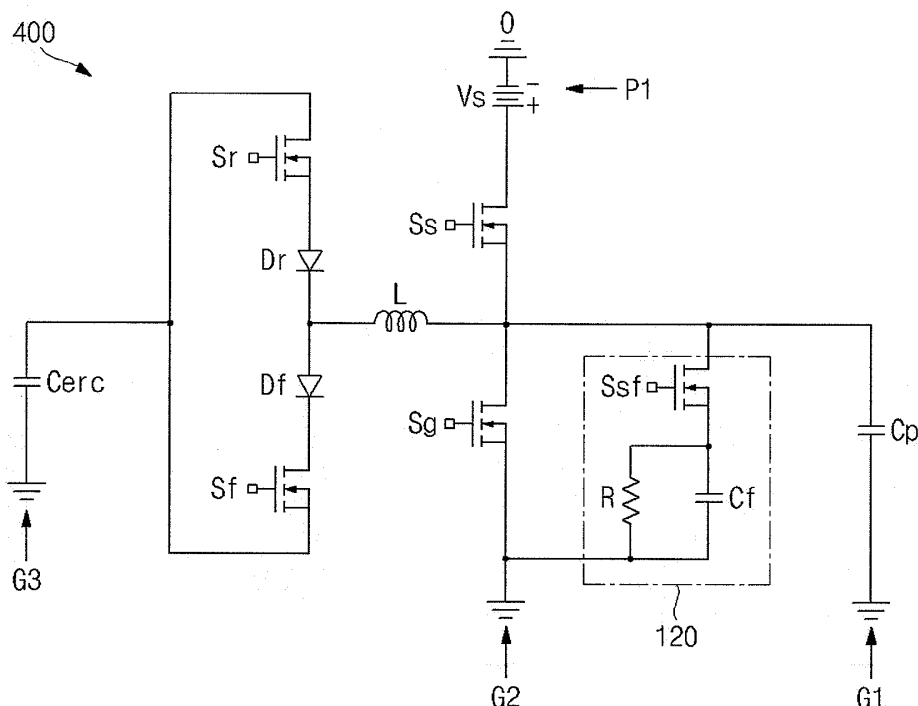 400
0
Vs
-
+
P1
Sr
Ss
Dr
L
Cerc
Df
Ssf
Sg
Cp
Sf
R
Cf
G3
120
G2
G1